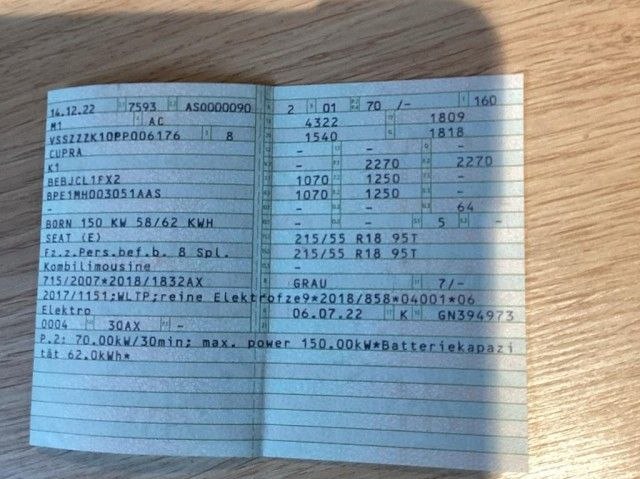 14.12.22 7593 AS0000090
M1 AC
VSSZZZK10PP006176 8
CUPRA
K1
BEBJCL1FX2
BPE1MH003051AAS
-
BORN 150 KW 58/62 KWH
SEAT (E)
Fz.z.Pers.bef.b. 8 Spl.
Kombilimousine
715/2007*2018/1832AX
2017/1151;WLTP;reine Elektrofz
Elektro
0004 30AX -
P.2: 70.00kW/30min; max. power 150.00kW*Batteriekapazi
tät 62.0kWh*
2 01 70 /- 160
4322 1809
1540 1818
- - -
- 2270 2270
1070 1250 -
1070 1250 -
- - 64
- - 5 -
215/55 R18 95T
215/55 R18 95T
-
GRAU 7/-
e9*2018/858*04001*06
06.07.22 K GN394973